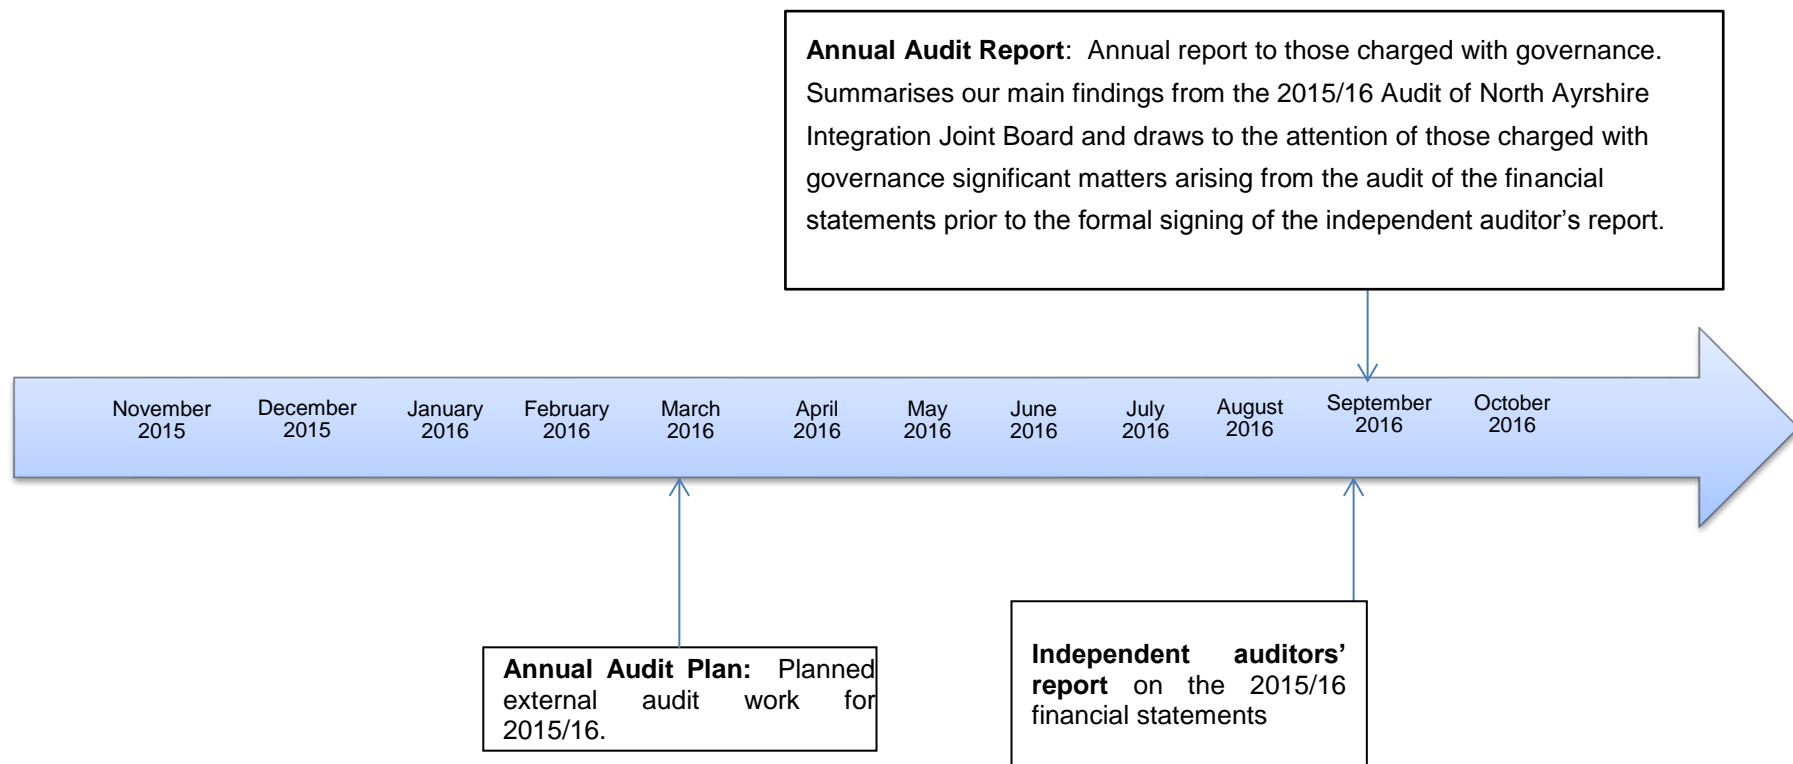 Annual Audit Report:  Annual report to those charged with governance.
Summarises our main findings from the 2015/16 Audit of North Ayrshire
Integration Joint Board and draws to the attention of those charged with
governance significant matters arising from the audit of the financial
statements prior to the formal signing of the independent auditor’s report.
November
2015
December
2015
January
2016
February
2016
March
2016
April
2016
May
2016
June
2016
July
2016
August
2016
September
2016
October
2016
Annual Audit Plan:  Planned
external audit work for
2015/16.
Independent auditors’
report on the 2015/16
financial statements